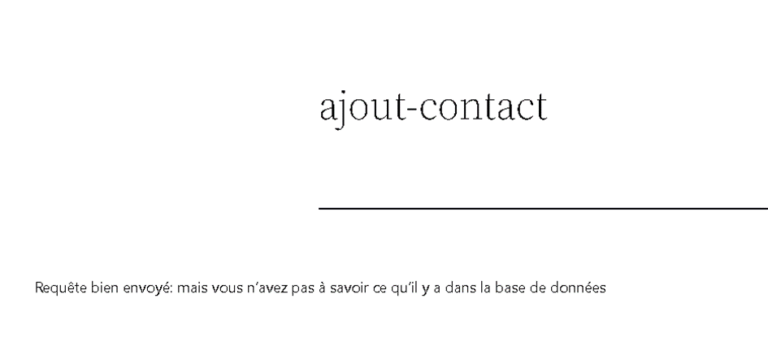 ajout-contact
Requête bien envoyé: mais vous n'avez pas à savoir ce qu'il y a dans la base de données